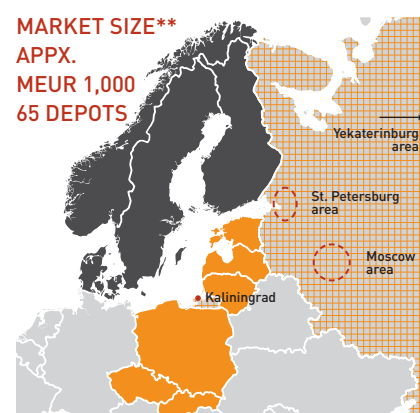 MARKET SIZE**
APPX.
MEUR 1,000
65 DEPOTS
Yekaterinburg
area
St. Petersburg
area
Moscow
area
Kaliningrad